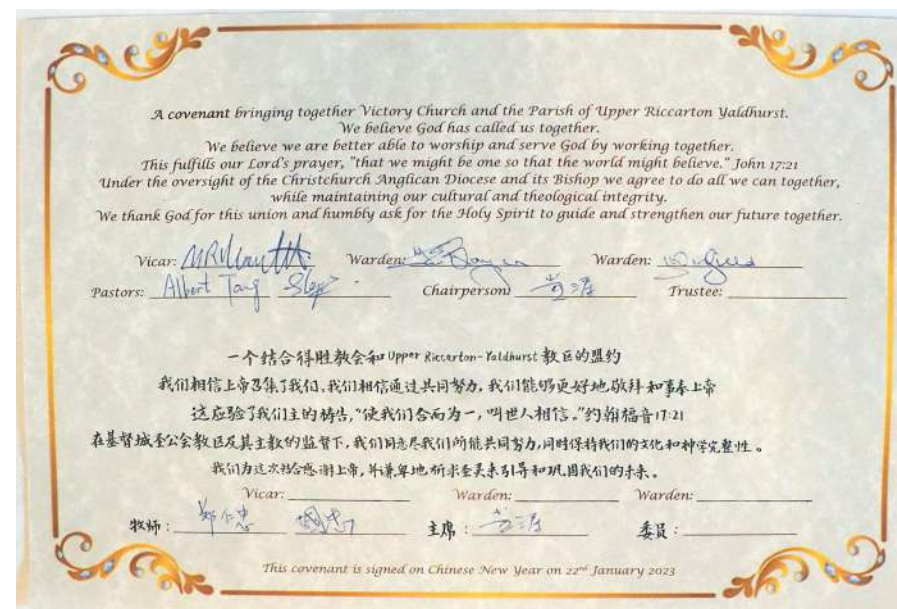 A covenant bringing together Victory Church and the Parish of Upper Riccarton Yaldhurst.
We believe God has called us together.
We believe we are better able to worship and serve God by working together.
This fulfills our Lord's prayer, "that we might be one so that the world might believe." John 17:21
Under the oversight of the Christchurch Anglican Diocese and its Bishop we agree to do all we can together,
while maintaining our cultural and theological integrity.
We thank God for this union and humbly ask for the Holy Spirit to guide and strengthen our future together.
Vicar: Warden: Warden:
Pastors: Albert Tang Chairperson: Trustee:
一个结合得胜教会和 Upper Riccarton-Yaldhurst 教区的盟约
我们相信上帝召集了我们,我们相信通过共同努力,我们能够更好地敬拜和事奉上帝
这应验了我们主的祷告,"使我们合而为一,叫世人相信。"约翰福音17:21
在基督城圣公会教区及其主教的监督下,我们同意尽我们所能共同努力,同时保持我们的文化和神学完整性。
我们为这次结合感谢上帝,并谦卑地祈求圣灵来引导和巩固我们的未来。
Vicar: Warden: Warden:
牧师: 主席: 委员:
This covenant is signed on Chinese New Year on 22nd January 2023